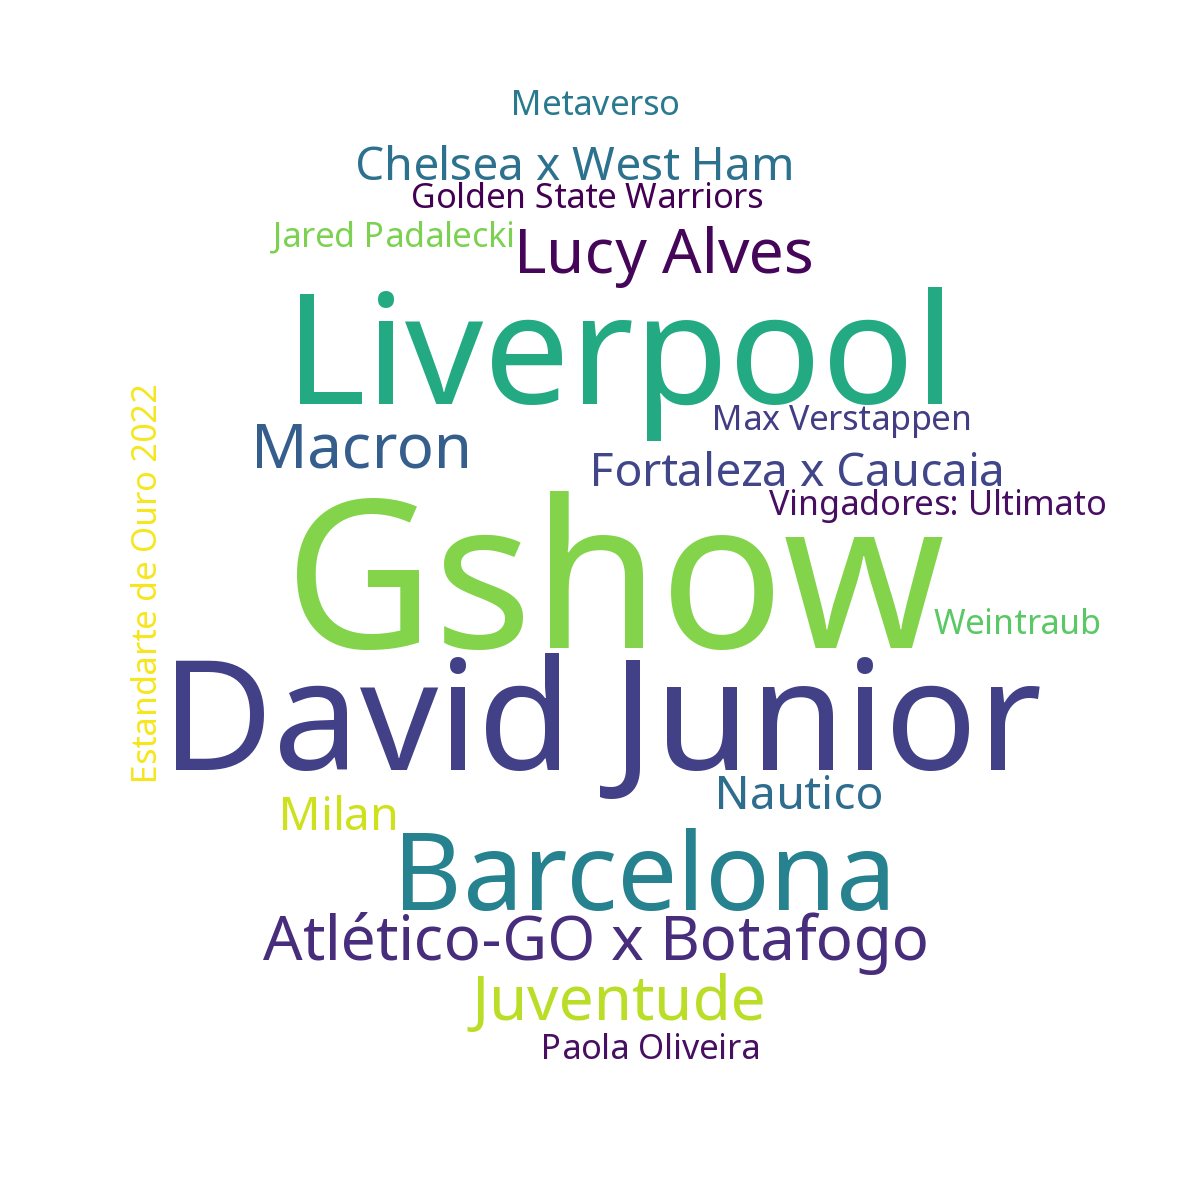 Metaverso
Chelsea x West Ham
Golden State Warriors
Jared Padalecki
Lucy Alves
Liverpool
Max Verstappen
Macron
Fortaleza x Caucaia
Vingadores: Ultimato
Gshow
Estandarte de Ouro 2022
Weintraub
David Junior
Nautico
Milan
Barcelona
Atlético-GO x Botafogo
Juventude
Paola Oliveira